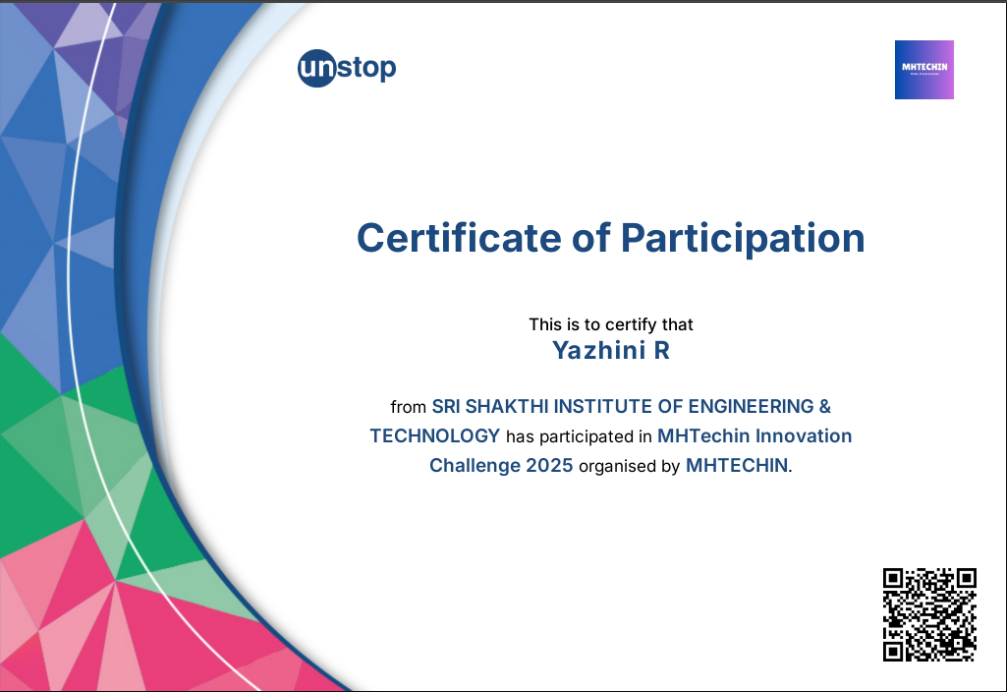 unstop
MHTECHIN
Certificate of Participation
This is to certify that
Yazhini R
from SRI SHAKTHI INSTITUTE OF ENGINEERING &
TECHNOLOGY has participated in MHTechin Innovation
Challenge 2025 organised by MHTECHIN.